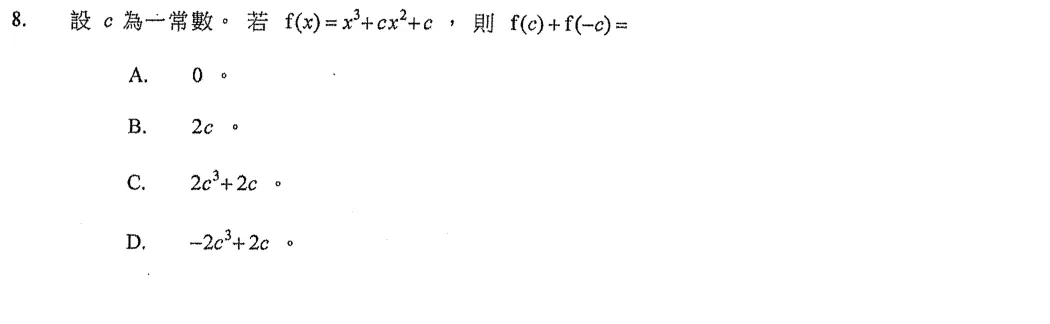 8. 設 c 為一常數。若 f(x)=x³+cx²+c ，則 f(c)+f(−c)=
A. 0 。
B. 2c 。
C. 2c³+2c 。
D. −2c³+2c 。